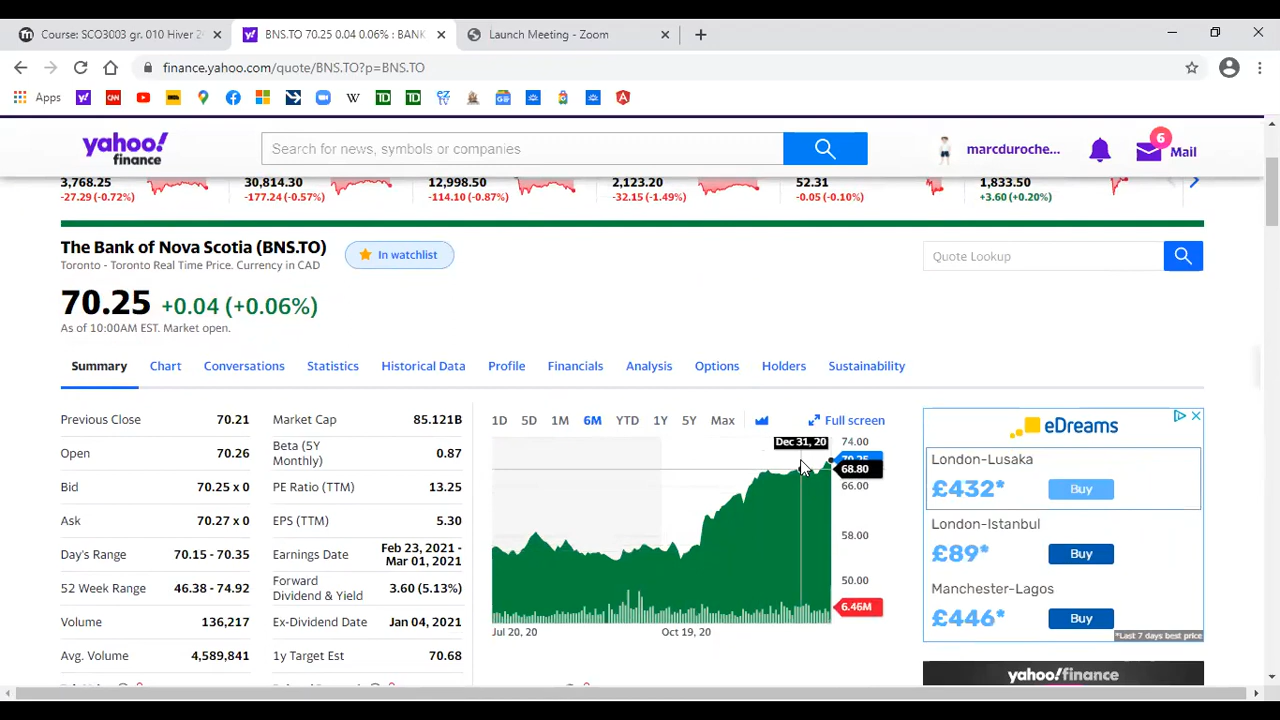 Course: SCO3003 gr. 010 Hiver 2
BNS.TO 70.25 0.04 0.06% : BANK
Launch Meeting - Zoom
finance.yahoo.com/quote/BNS.TO?p=BNS.TO
Apps
yahoo!
finance
Search for news, symbols or companies
marcduroche...
6
Mail
3,768.25
-27.29 (-0.72%)
30,814.30
-177.24 (-0.57%)
12,998.50
-114.10 (-0.87%)
2,123.20
-32.15 (-1.49%)
52.31
-0.05 (-0.10%)
1,833.50
+3.60 (+0.20%)
The Bank of Nova Scotia (BNS.TO)
Toronto - Toronto Real Time Price. Currency in CAD
In watchlist
Quote Lookup
70.25 +0.04 (+0.06%)
As of 10:00AM EST. Market open.
Summary Chart Conversations Statistics Historical Data Profile Financials Analysis Options Holders Sustainability
Previous Close 70.21
Open 70.26
Bid 70.25 x 0
Ask 70.27 x 0
Day's Range 70.15 - 70.35
52 Week Range 46.38 - 74.92
Volume 136,217
Avg. Volume 4,589,841
Market Cap 85.121B
Beta (5Y
Monthly) 0.87
PE Ratio (TTM) 13.25
EPS (TTM) 5.30
Earnings Date Feb 23, 2021 -
Mar 01, 2021
Forward
Dividend & Yield 3.60 (5.13%)
Ex-Dividend Date Jan 04, 2021
1y Target Est 70.68
1D 5D 1M 6M YTD 1Y 5Y Max Full screen
Dec 31, 20
74.00
70.25
68.80
66.00
58.00
50.00
6.46M
Jul 20, 20
Oct 19, 20
eDreams
London-Lusaka
£432* Buy
London-Istanbul
£89* Buy
Manchester-Lagos
£446* Buy
*Last 7 days best price
yahoo!finance